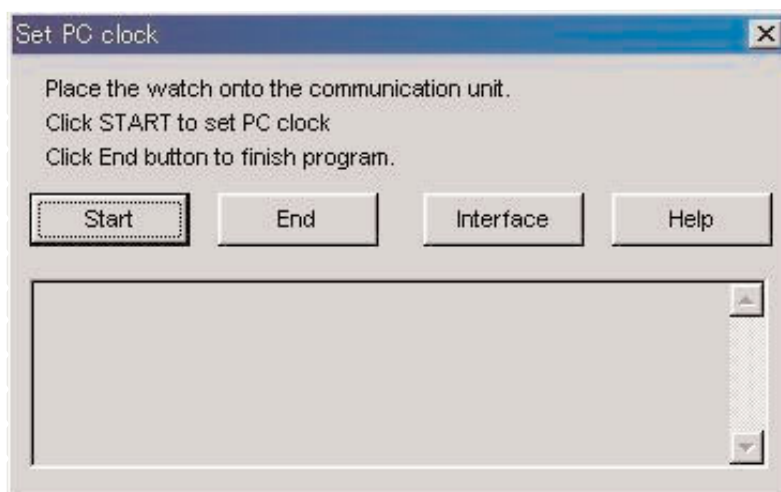 Set PC clock
Place the watch onto the communication unit.
Click START to set PC clock
Click End button to finish program.
Start End Interface Help